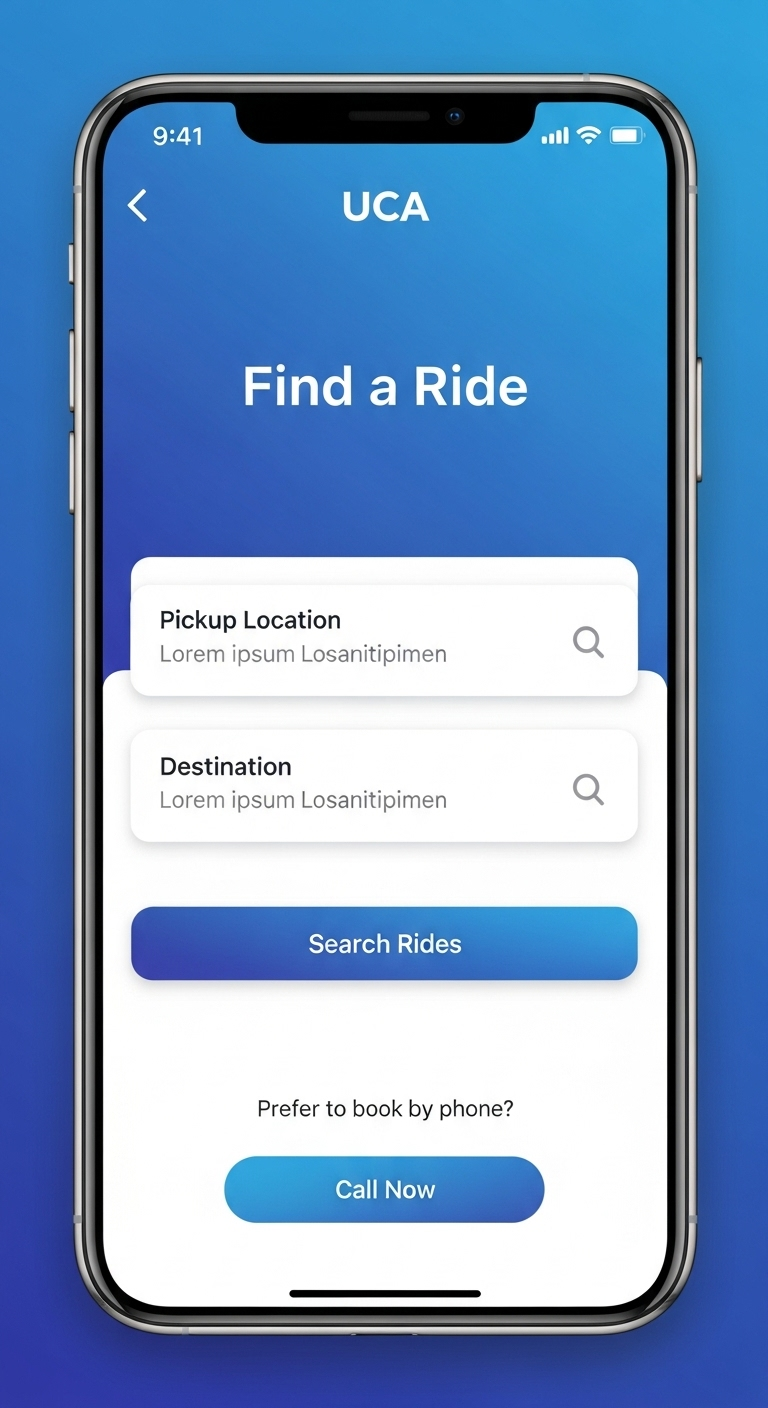 9:41
UCA
Find a Ride
Pickup Location
Lorem ipsum Losanitipimen
Destination
Lorem ipsum Losanitipimen
Search Rides
Prefer to book by phone?
Call Now